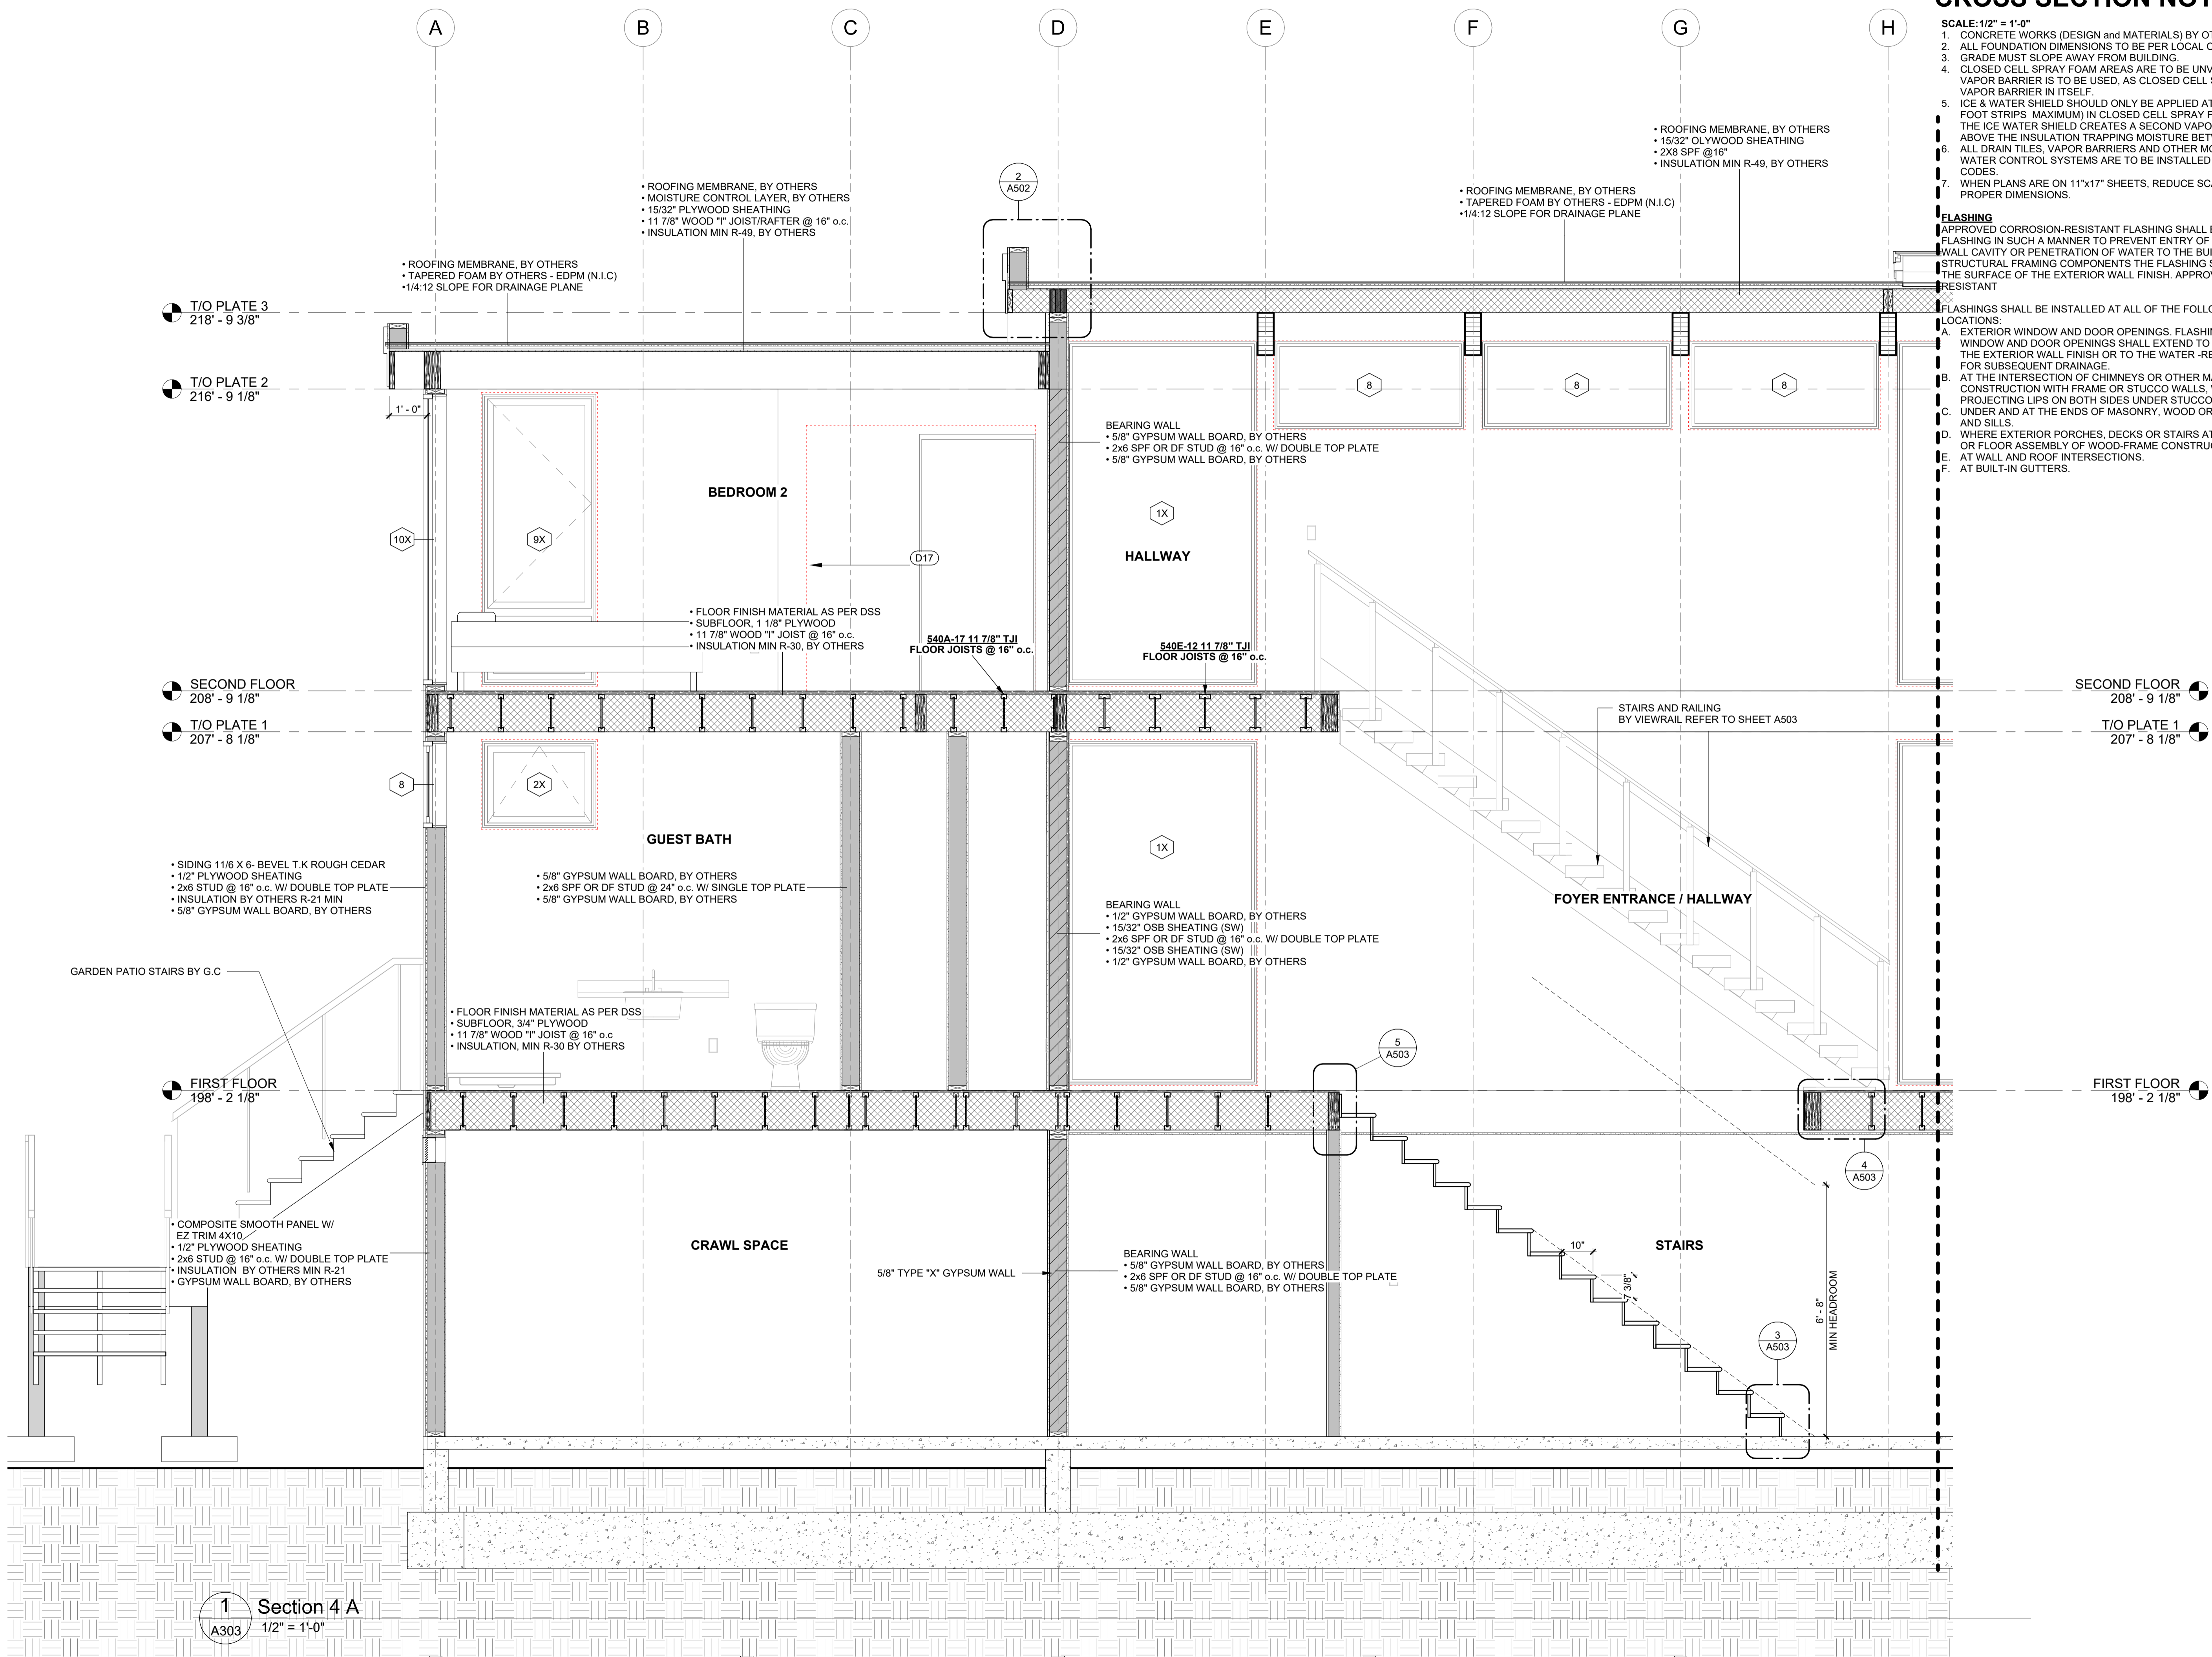 A
B
C
D
E
F
G
H
SCALE:1/2" = 1'-0"
1. CONCRETE WORKS (DESIGN and MATERIALS) BY
2. ALL FOUNDATION DIMENSIONS TO BE PER LOCAL
3. GRADE MUST SLOPE AWAY FROM BUILDING.
4. CLOSED CELL SPRAY FOAM AREAS ARE TO BE
VAPOR BARRIER IS TO BE USED, AS CLOSED CELL
VAPOR BARRIER IN ITSELF.
5. ICE & WATER SHIELD SHOULD ONLY BE APPLIED
FOOT STRIPS MAXIMUM) IN CLOSED CELL SPRAY
THE ICE WATER SHIELD CREATES A SECOND
ABOVE THE INSULATION TRAPPING MOISTURE
6. ALL DRAIN TILES, VAPOR BARRIERS AND OTHER
WATER CONTROL SYSTEMS ARE TO BE INSTALLED
CODES.
7. WHEN PLANS ARE ON 11"x17" SHEETS, REDUCE
PROPER DIMENSIONS.
FLASHING
APPROVED CORROSION-RESISTANT FLASHING SHALL
FLASHING IN SUCH A MANNER TO PREVENT ENTRY OF
WALL CAVITY OR PENETRATION OF WATER TO THE
STRUCTURAL FRAMING COMPONENTS THE FLASHING
THE SURFACE OF THE EXTERIOR WALL FINISH.
RESISTANT
FLASHINGS SHALL BE INSTALLED AT ALL OF THE
LOCATIONS:
A. EXTERIOR WINDOW AND DOOR OPENINGS.
WINDOW AND DOOR OPENINGS SHALL EXTEND TO
THE EXTERIOR WALL FINISH OR TO THE WATER
FOR SUBSEQUENT DRAINAGE.
B. AT THE INTERSECTION OF CHIMNEYS OR OTHER
CONSTRUCTION WITH FRAME OR STUCCO WALLS,
PROJECTING LIPS ON BOTH SIDES UNDER STUCCO
C. UNDER AND AT THE ENDS OF MASONRY, WOOD OR
AND SILLS.
D. WHERE EXTERIOR PORCHES, DECKS OR STAIRS
OR FLOOR ASSEMBLY OF WOOD-FRAME
E. AT WALL AND ROOF INTERSECTIONS.
F. AT BUILT-IN GUTTERS.
• ROOFING MEMBRANE, BY OTHERS
• 15/32" OLYWOOD SHEATHING
• 2X8 SPF @16"
• INSULATION MIN R-49, BY OTHERS
2
A502
• ROOFING MEMBRANE, BY OTHERS
• MOISTURE CONTROL LAYER, BY OTHERS
• 15/32" PLYWOOD SHEATHING
• 11 7/8" WOOD "I" JOIST/RAFTER @ 16" o.c.
• INSULATION MIN R-49, BY OTHERS
• ROOFING MEMBRANE, BY OTHERS
• TAPERED FOAM BY OTHERS - EDPM (N.I.C)
•1/4:12 SLOPE FOR DRAINAGE PLANE
• ROOFING MEMBRANE, BY OTHERS
• TAPERED FOAM BY OTHERS - EDPM (N.I.C)
•1/4:12 SLOPE FOR DRAINAGE PLANE
T/O PLATE 3
218' - 9 3/8"
T/O PLATE 2
216' - 9 1/8"
1' - 0"
8
8
8
BEARING WALL
• 5/8" GYPSUM WALL BOARD, BY OTHERS
• 2x6 SPF OR DF STUD @ 16" o.c. W/ DOUBLE TOP PLATE
• 5/8" GYPSUM WALL BOARD, BY OTHERS
BEDROOM 2
1X
10X
9X
HALLWAY
D17
• FLOOR FINISH MATERIAL AS PER DSS
• SUBFLOOR, 1 1/8" PLYWOOD
• 11 7/8" WOOD "I" JOIST @ 16" o.c.
• INSULATION MIN R-30, BY OTHERS
540A-17 11 7/8" TJI
FLOOR JOISTS @ 16" o.c.
540E-12 11 7/8" TJI
FLOOR JOISTS @ 16" o.c.
SECOND FLOOR
208' - 9 1/8"
SECOND FLOOR
208' - 9 1/8"
STAIRS AND RAILING
BY VIEWRAIL REFER TO SHEET A503
T/O PLATE 1
207' - 8 1/8"
T/O PLATE 1
207' - 8 1/8"
8
2X
GUEST BATH
1X
• SIDING 11/6 X 6- BEVEL T.K ROUGH CEDAR
• 1/2" PLYWOOD SHEATING
• 2x6 STUD @ 16" o.c. W/ DOUBLE TOP PLATE
• INSULATION BY OTHERS R-21 MIN
• 5/8" GYPSUM WALL BOARD, BY OTHERS
• 5/8" GYPSUM WALL BOARD, BY OTHERS
• 2x6 SPF OR DF STUD @ 24" o.c. W/ SINGLE TOP PLATE
• 5/8" GYPSUM WALL BOARD, BY OTHERS
BEARING WALL
• 1/2" GYPSUM WALL BOARD, BY OTHERS
• 15/32" OSB SHEATING (SW)
• 2x6 SPF OR DF STUD @ 16" o.c. W/ DOUBLE TOP PLATE
• 15/32" OSB SHEATING (SW)
• 1/2" GYPSUM WALL BOARD, BY OTHERS
FOYER ENTRANCE / HALLWAY
GARDEN PATIO STAIRS BY G.C
• FLOOR FINISH MATERIAL AS PER DSS
• SUBFLOOR, 3/4" PLYWOOD
• 11 7/8" WOOD "I" JOIST @ 16" o.c
• INSULATION, MIN R-30 BY OTHERS
5
A503
FIRST FLOOR
198' - 2 1/8"
FIRST FLOOR
198' - 2 1/8"
4
A503
• COMPOSITE SMOOTH PANEL W/
EZ TRIM 4X10
• 1/2" PLYWOOD SHEATING
• 2x6 STUD @ 16" o.c. W/ DOUBLE TOP PLATE
• INSULATION BY OTHERS MIN R-21
• GYPSUM WALL BOARD, BY OTHERS
CRAWL SPACE
5/8" TYPE "X" GYPSUM WALL
BEARING WALL
• 5/8" GYPSUM WALL BOARD, BY OTHERS
• 2x6 SPF OR DF STUD @ 16" o.c. W/ DOUBLE TOP PLATE
• 5/8" GYPSUM WALL BOARD, BY OTHERS
10"
7 3/8"
STAIRS
6' - 8"
MIN HEADROOM
3
A503
1
A303
Section 4 A
1/2" = 1'-0"